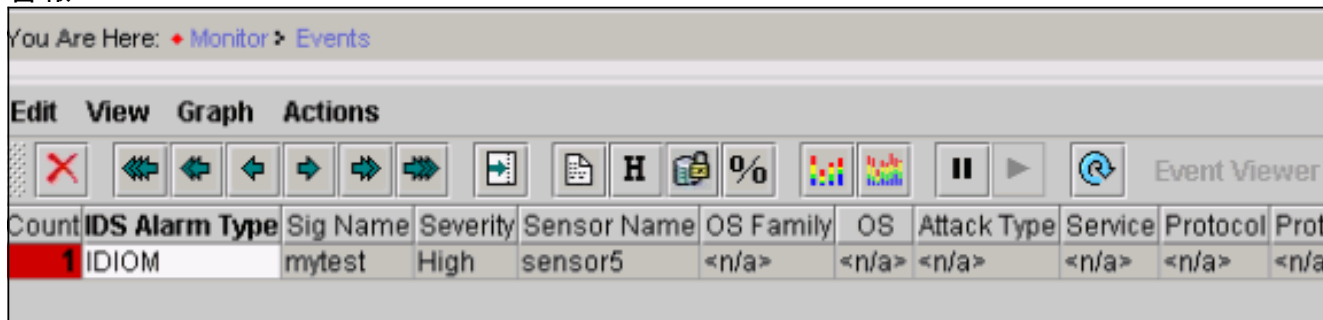 You Are Here: ♦ Monitor > Events
Edit View Graph Actions
H % Event Viewer
Count IDS Alarm Type Sig Name Severity Sensor Name OS Family OS Attack Type Service Protocol Prot
1 IDIOM mytest High sensor5 <n/a> <n/a> <n/a> <n/a> <n/a> <n/a